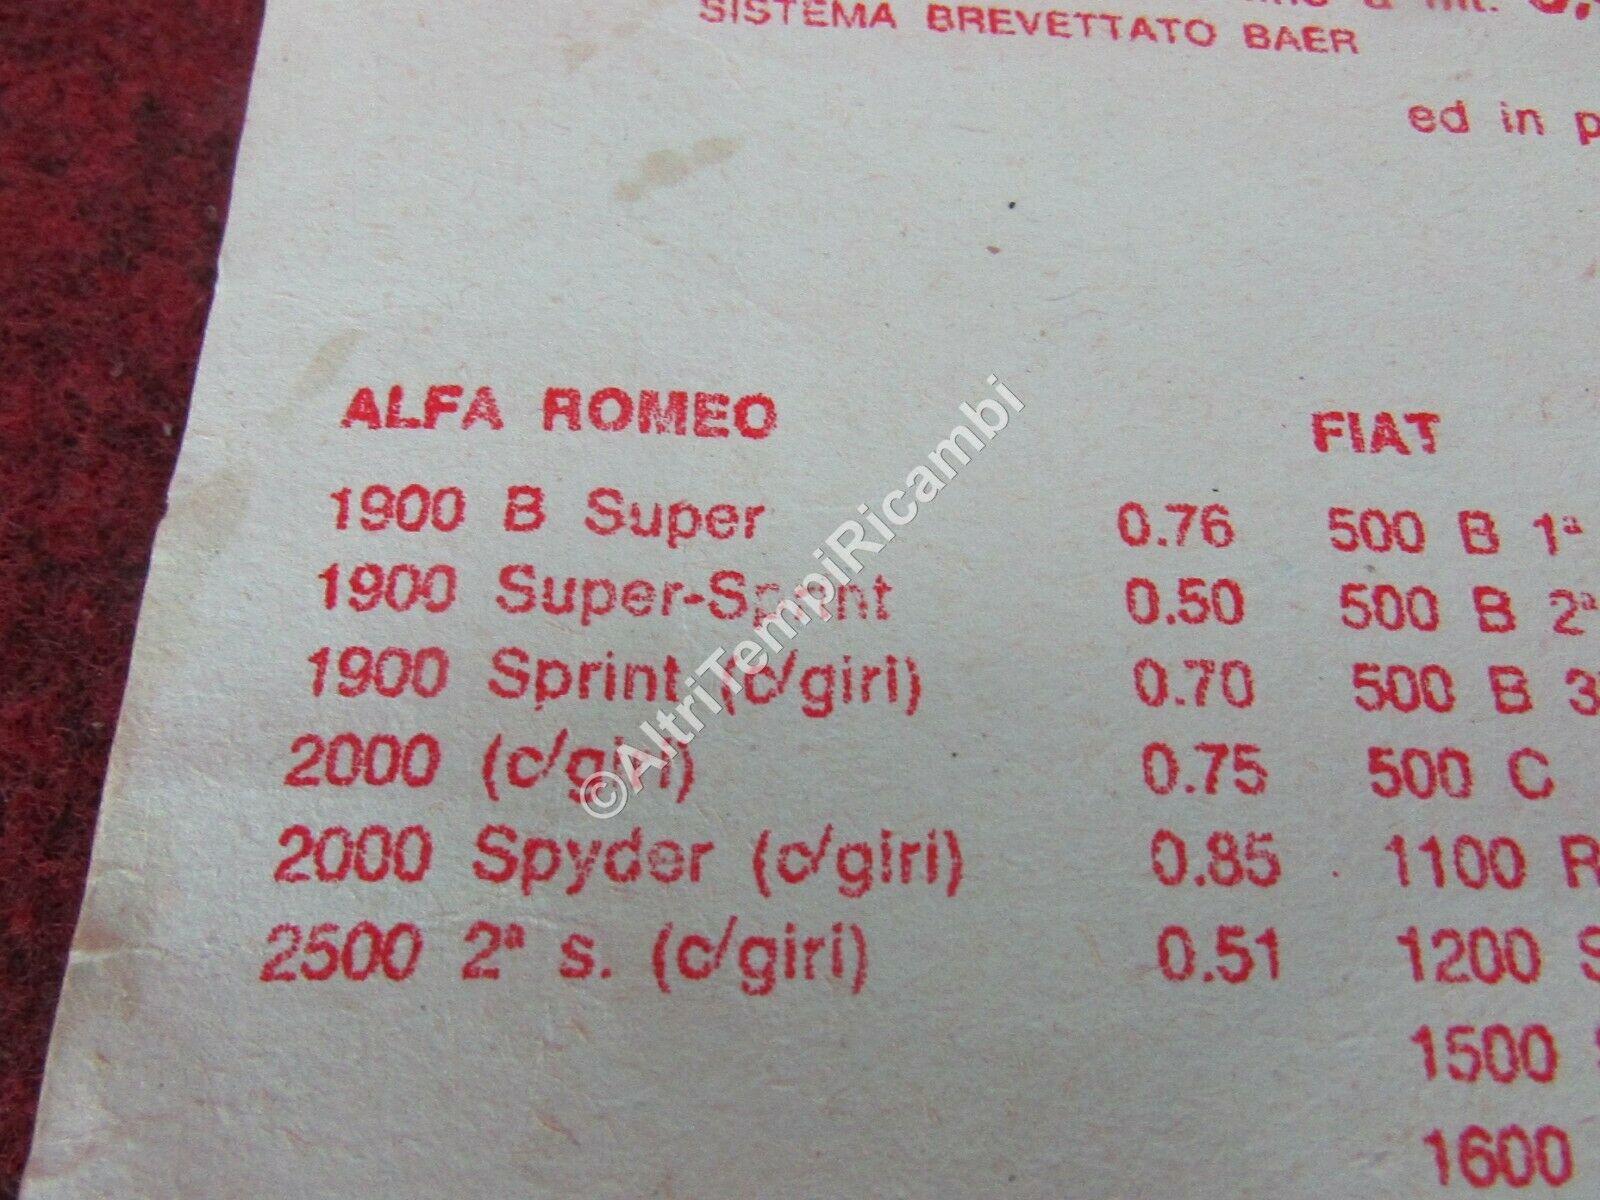 SISTEMA BREVETTATO BAER
ed in
ALFA ROMEO
1900 B Super 0.76
1900 Super-Sprint 0.50
1900 Sprint (c/giri) 0.70
2000 (c/giri) 0.75
2000 Spyder (c/giri) 0.85
2500 2ª s. (c/giri) 0.51
FIAT
500 B 1ª
500 B 2ª
500 B 3
500 C
1100 R
1200 S
1500
1600
©AltriTempiRicambi